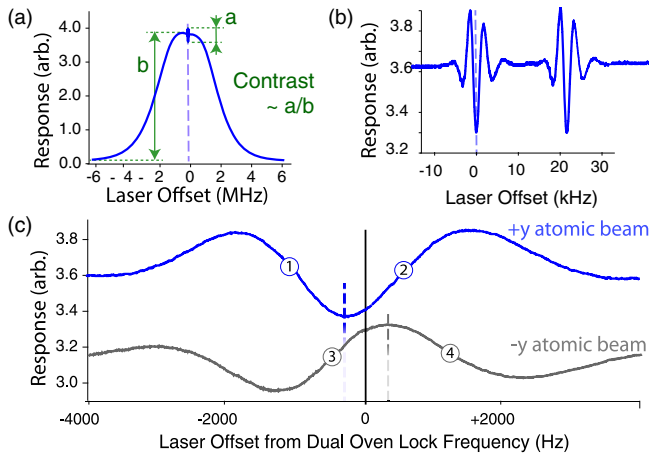 (a)
Response (arb.)
4.0
3.0
2.0
1.0
0.0
a
b
Contrast
~ a/b
-6
- 4
2
0
2
4
6
Laser Offset (MHz)
(b)
Response (arb.)
3.8
3.6
3.4
3.2
-10
0
10
20
30
Laser Offset (kHz)
(c)
Response (arb.)
3.8
3.6
3.4
3.2
3.0
+y atomic beam
-y atomic beam
1
2
3
4
-4000
-2000
0
+2000
Laser Offset from Dual Oven Lock Frequency (Hz)